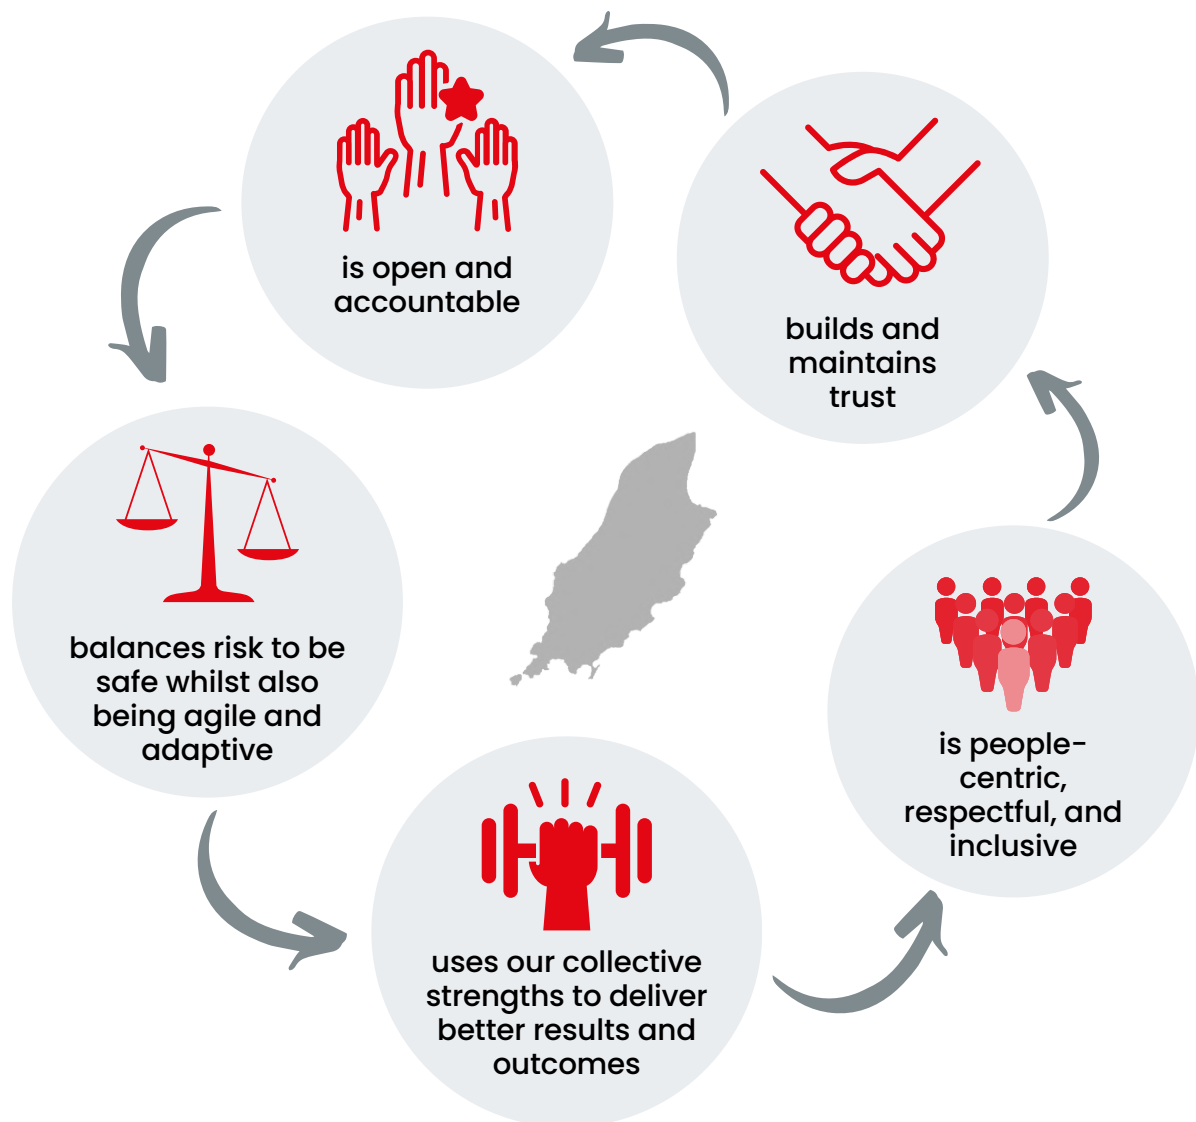 is open and
accountable
builds and
maintains
trust
balances risk to be
safe whilst also
being agile and
adaptive
is people-
centric,
respectful, and
inclusive
uses our collective
strengths to deliver
better results and
outcomes